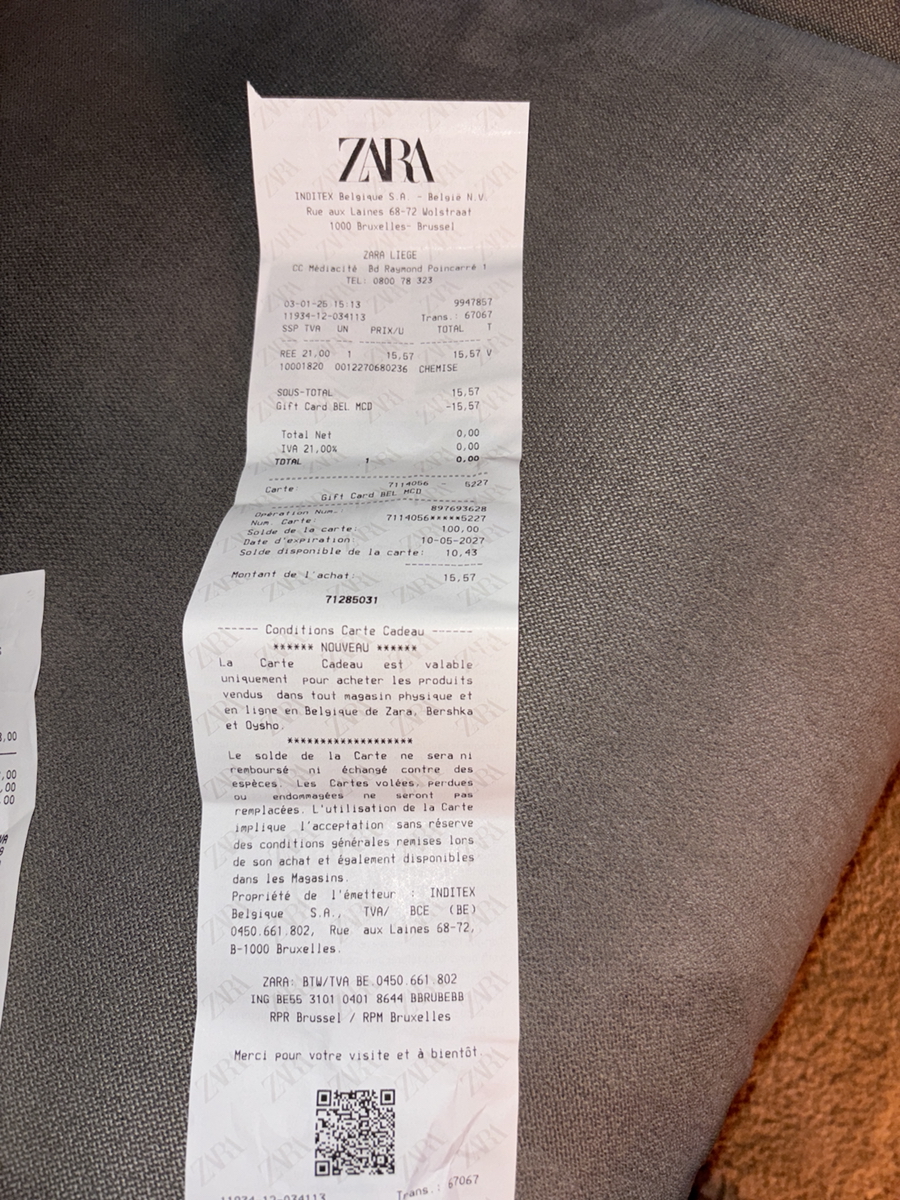 ZARA
INDITEX Belgique S.A. - België N.V.
Rue aux Laines 68-72 Wolstraat
1000 Bruxelles- Brussel
ZARA LIEGE
CC Médiacité Bd Raymond Poincarré 1
TEL: 0800 78 323
03-01-25 15:13 9947857
11934-12-034113 Trans.: 67067
SSP TVA UN PRIX/U TOTAL T
REE 21,00 1 15,57 15,57 V
10001820 0012270680236 CHEMISE
SOUS-TOTAL 15,57
Gift Card BEL MCD -15,57
Total Net 0,00
IVA 21,00% 0,00
TOTAL 1 0,00
Carte: 7114056 - 5227
Gift Card BEL MCD
Opération Num.: 897693628
Num. Carte: 7114056*****5227
Solde de la carte: 100,00
Date d'expiration: 10-05-2027
Solde disponible de la carte: 10,43
Montant de l'achat: 15,57
71285031
------ Conditions Carte Cadeau ------
****** NOUVEAU ******
La Carte Cadeau est valable
uniquement pour acheter les produits
vendus dans tout magasin physique et
en ligne en Belgique de Zara, Bershka
et Oysho.
******************
Le solde de la Carte ne sera ni
remboursé ni échangé contre des
espèces. Les Cartes volées, perdues
ou endommagées ne seront pas
remplacées. L'utilisation de la Carte
implique l'acceptation sans réserve
des conditions générales remises lors
de son achat et également disponibles
dans les Magasins.
Propriété de l'émetteur : INDITEX
Belgique S.A., TVA/ BCE (BE)
0450.661.802, Rue aux Laines 68-72,
B-1000 Bruxelles.
ZARA: BTW/TVA BE.0450.661.802
ING BE55 3101 0401 8644 BBRUBEBB
RPR Brussel / RPM Bruxelles
Merci pour votre visite et à bientôt.
11934-12-034113 Trans.: 67067
,00
,00
,00
00